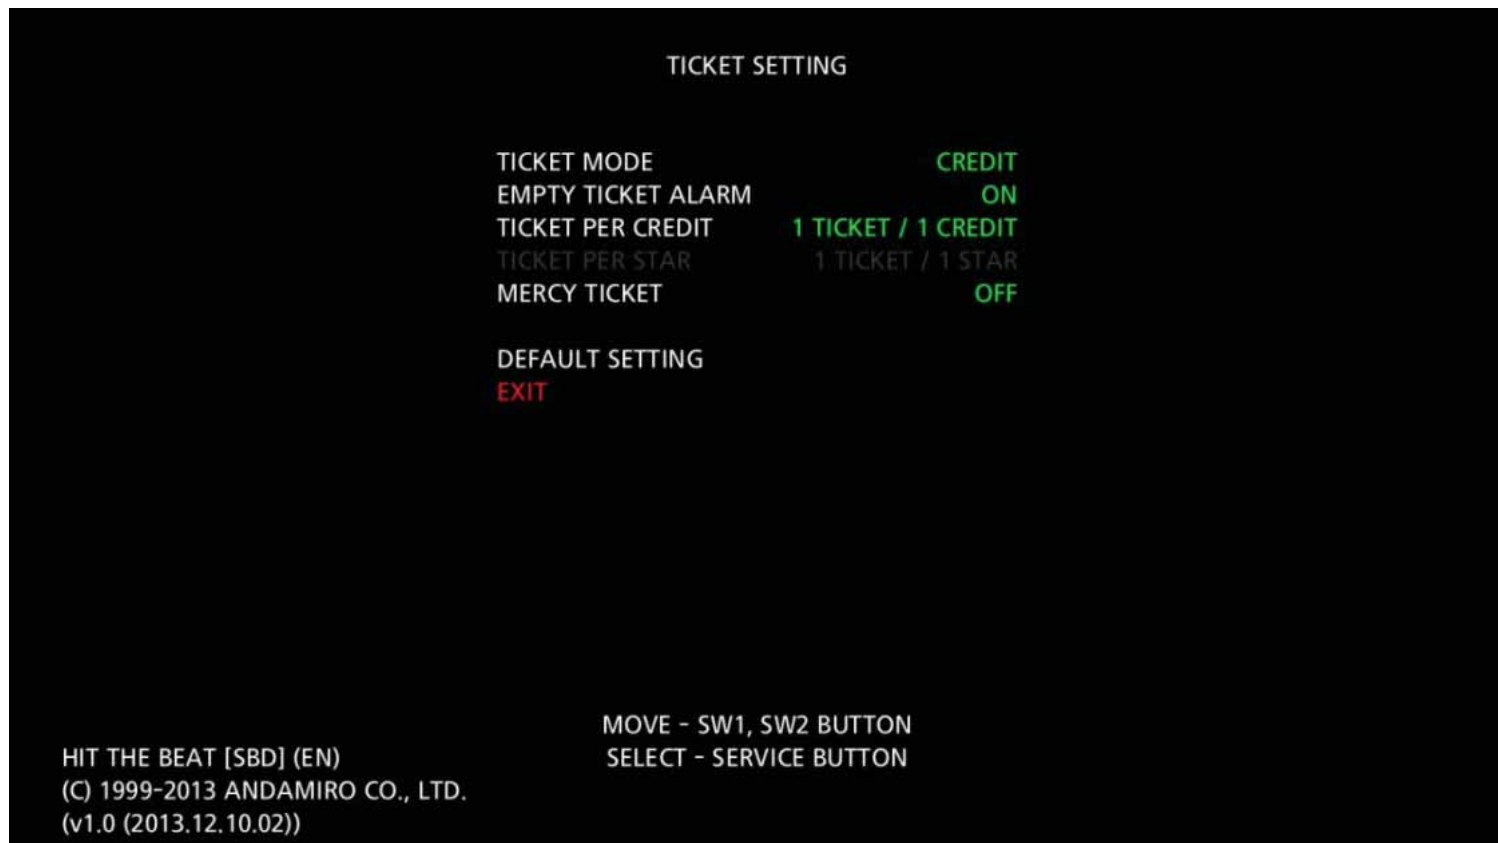 TICKET SETTING
TICKET MODE CREDIT
EMPTY TICKET ALARM ON
TICKET PER CREDIT 1 TICKET / 1 CREDIT
TICKET PER STAR 1 TICKET / 1 STAR
MERCY TICKET OFF
DEFAULT SETTING
EXIT
MOVE - SW1, SW2 BUTTON
SELECT - SERVICE BUTTON
HIT THE BEAT [SBD] (EN)
(C) 1999-2013 ANDAMIRO CO., LTD.
(v1.0 (2013.12.10.02))